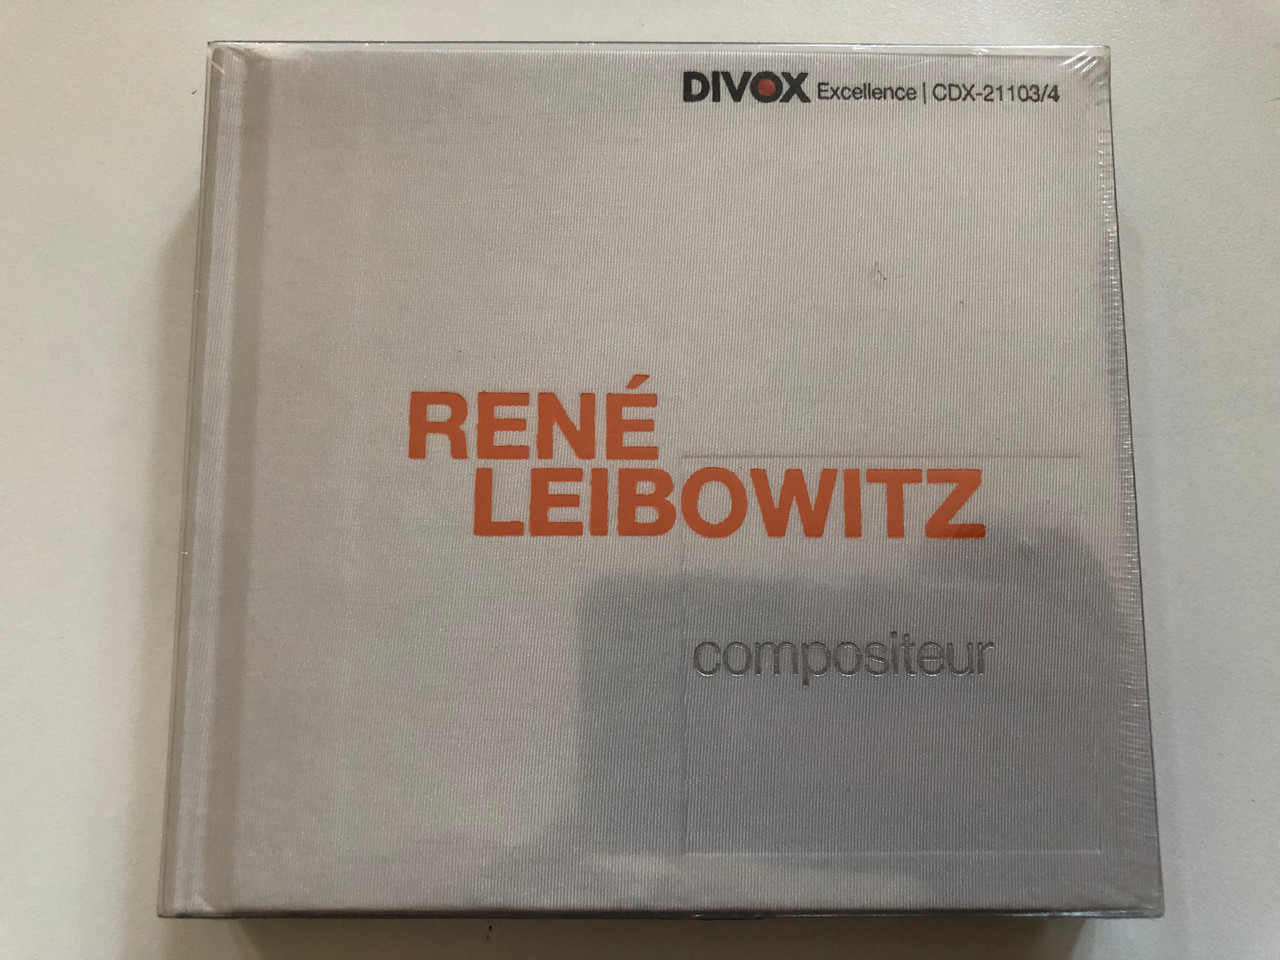 DIVOX Excellence | CDX-21103/4
RENÉ
LEIBOWITZ
compositeur